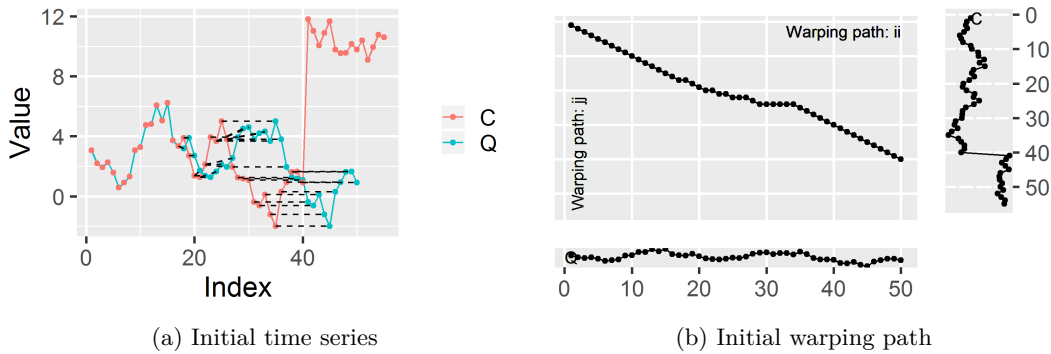 12
8
4
0
Value
0
20
40
Index
C
Q
(a) Initial time series
Warping path: ii
Warping path: jj
C
0
10
20
30
40
50
Q
0
10
20
30
40
50
(b) Initial warping path